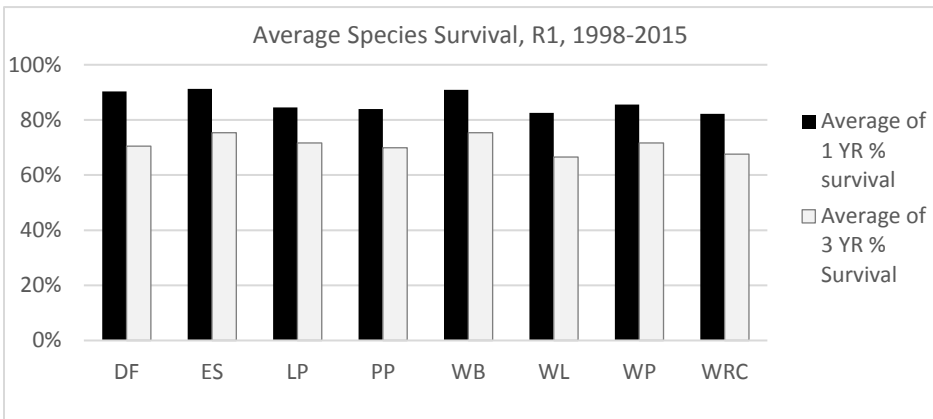 Average Species Survival, R1, 1998-2015
100%
80%
60%
40%
20%
0%
DF ES LP PP WB WL WP WRC
Average of
1 YR %
survival
Average of
3 YR %
Survival